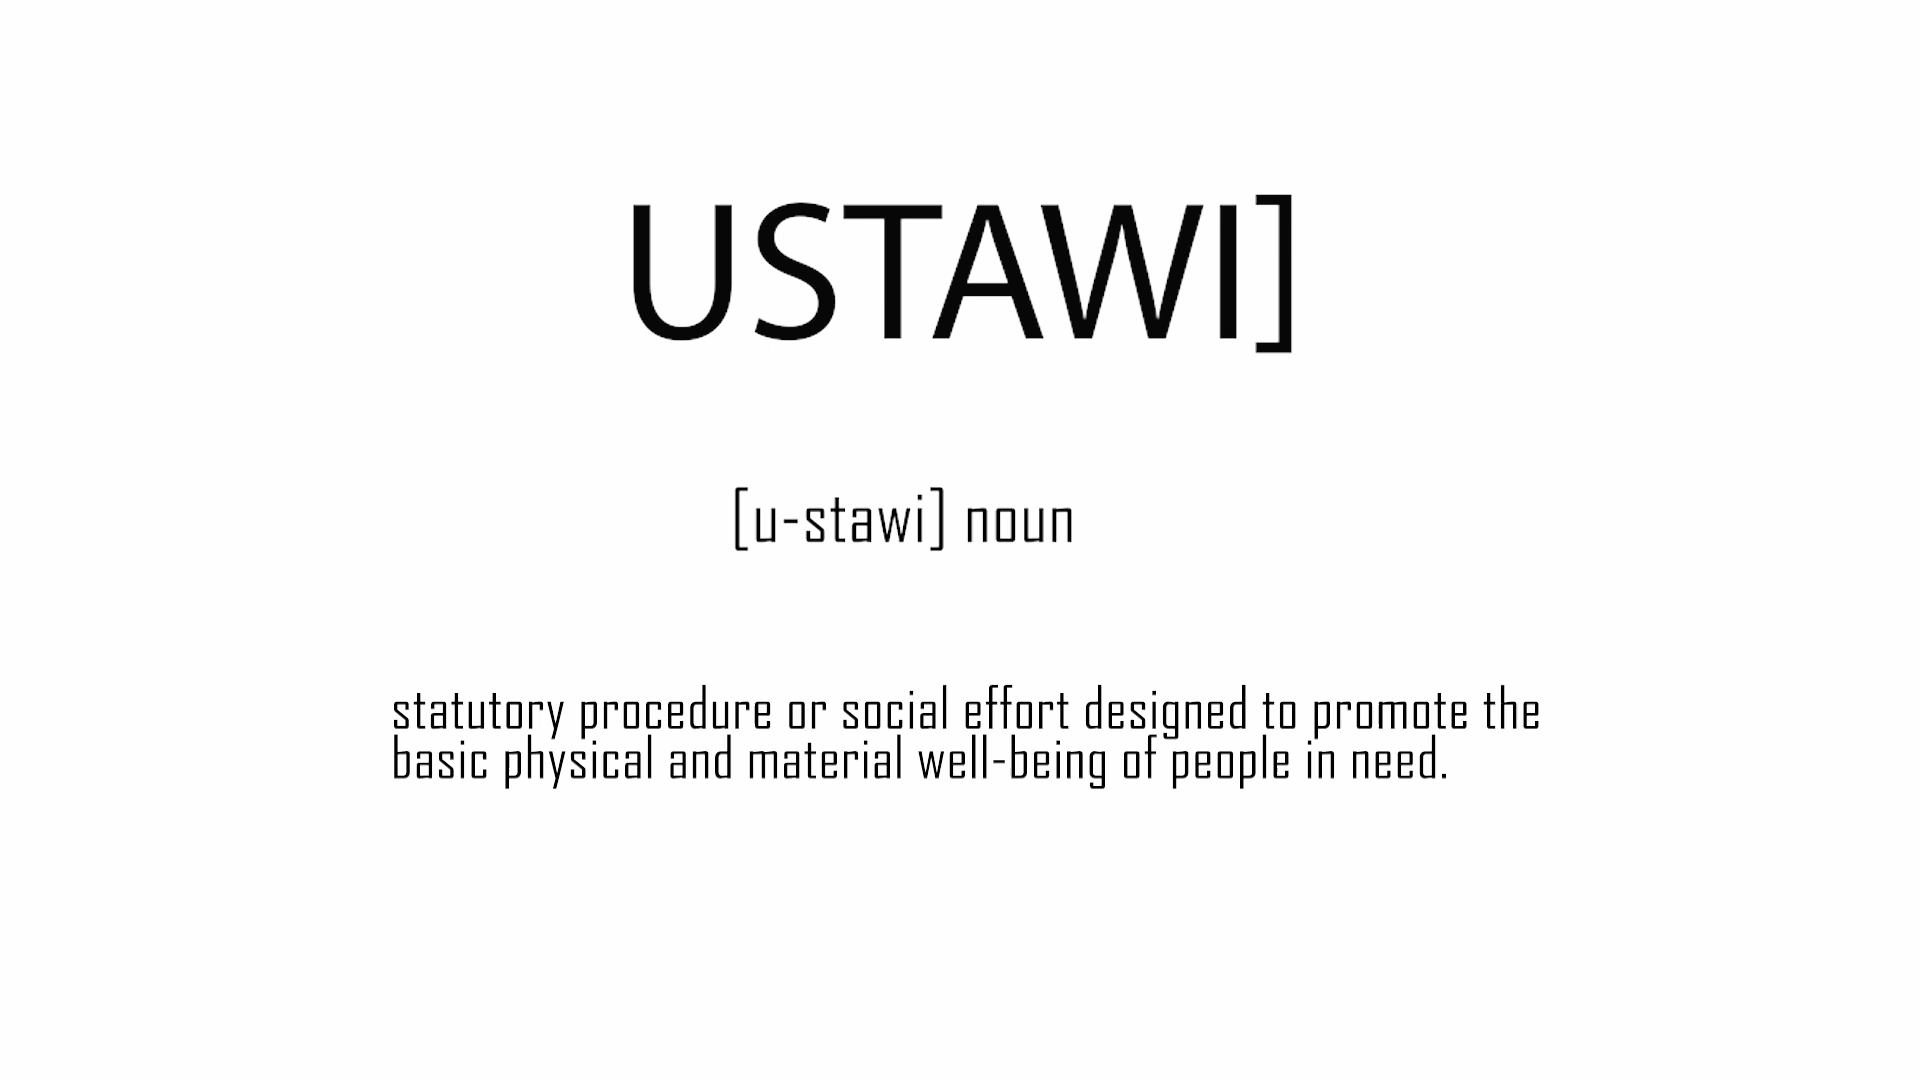 USTAWI]
[u-stawi] noun
statutory procedure or social effort designed to promote the
basic physical and material well-being of people in need.